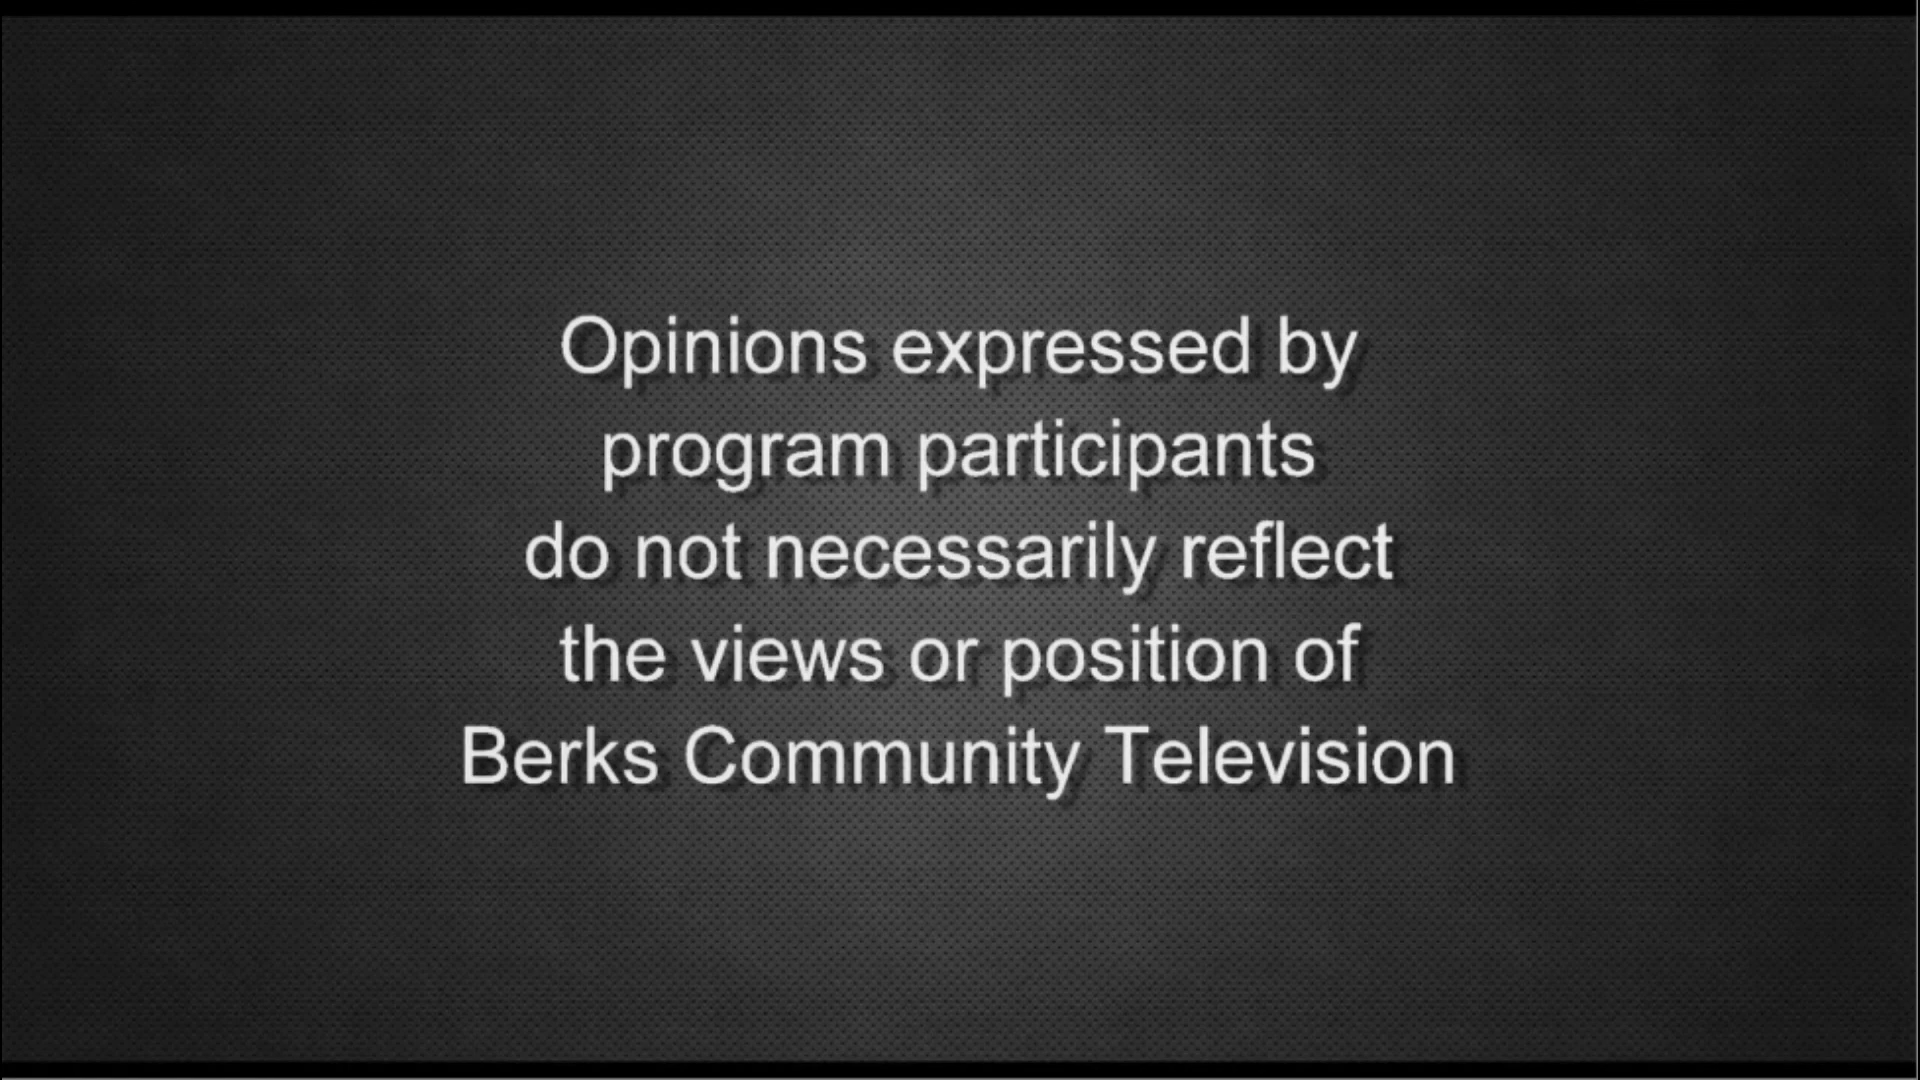 Opinions expressed by
program participants
do not necessarily reflect
the views or position of
Berks Community Television